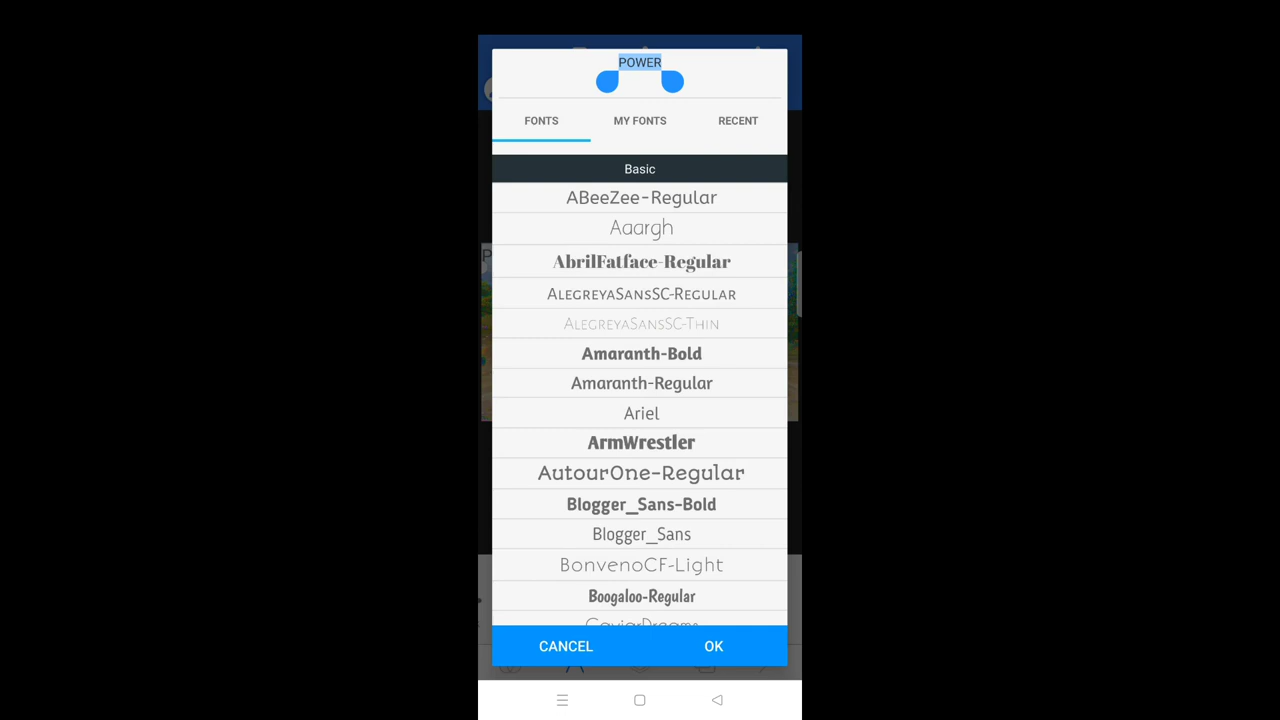 POWER
FONTS MY FONTS RECENT
Basic
ABeeZee-Regular
Aaargh
AbrilFatface-Regular
AlegreyaSansSC-Regular
AlegreyaSansSC-Thin
Amaranth-Bold
Amaranth-Regular
Ariel
ArmWrestler
AutourOne-Regular
Blogger_Sans-Bold
Blogger_Sans
BonvenoCF-Light
Boogaloo-Regular
CaviarDreams
CANCEL OK